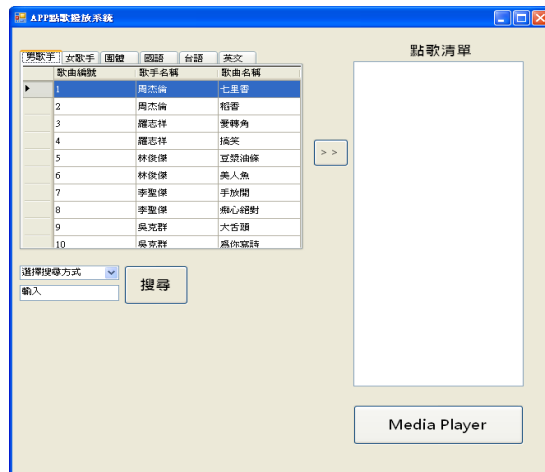 APP點歌撥放系統
點歌清單
男歌手 女歌手 團體 國語 台語 英文
歌曲編號 歌手名稱 歌曲名稱
1 周杰倫 七里香
2 周杰倫 稻香
3 羅志祥 愛轉角
4 羅志祥 搞笑
5 林俊傑 豆漿油條
6 林俊傑 美人魚
7 李聖傑 手放開
8 李聖傑 痴心絕對
9 吳克群 大舌頭
10 吳克群 為你寫詩
>>
選擇搜尋方式
輸入
搜尋
Media Player